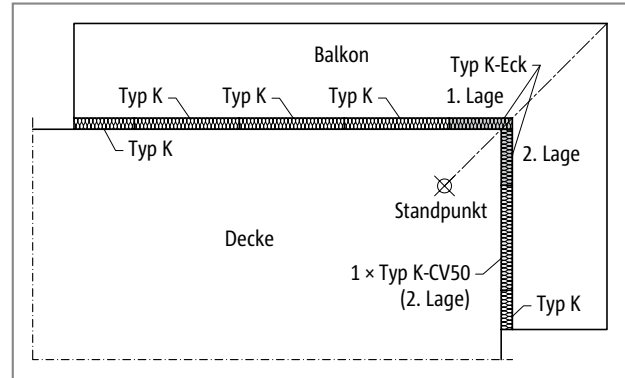 Balkon
Typ K-Eck
Typ K
Typ K
Typ K
1. Lage
Typ K
2. Lage
Standpunkt
Decke
1 × Typ K-CV50
(2. Lage)
Typ K